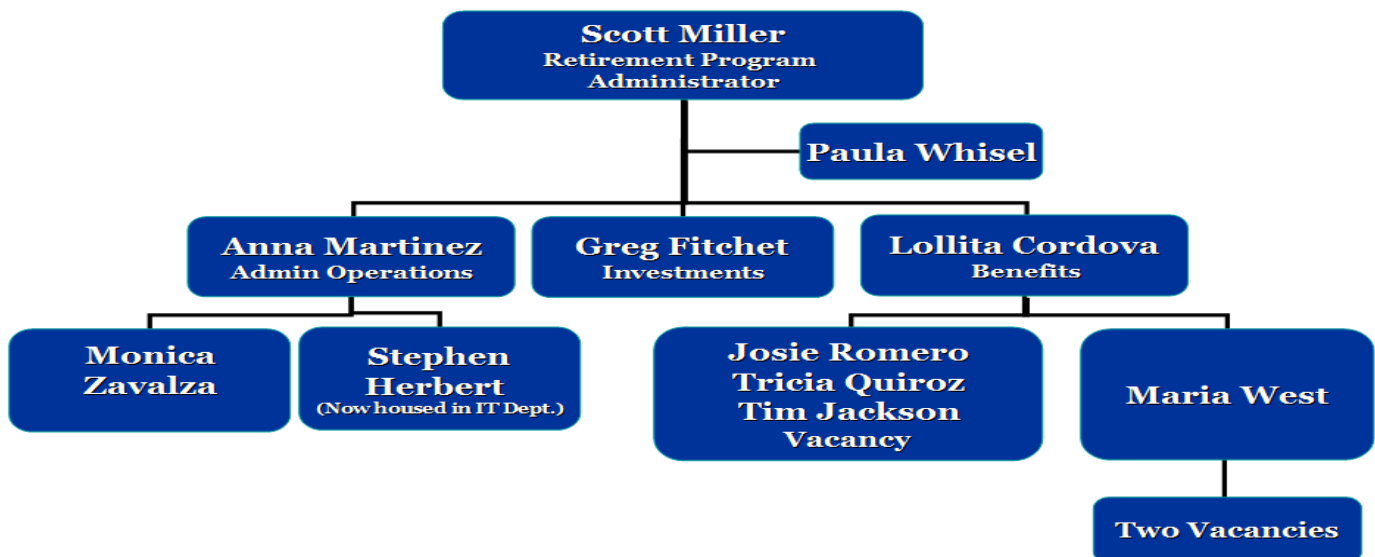 Scott Miller
Retirement Program
Administrator
Paula Whisel
Anna Martinez
Admin Operations
Greg Fitchet
Investments
Lollita Cordova
Benefits
Monica
Zavalza
Stephen
Herbert
(Now housed in IT Dept.)
Josie Romero
Tricia Quiroz
Tim Jackson
Vacancy
Maria West
Two Vacancies